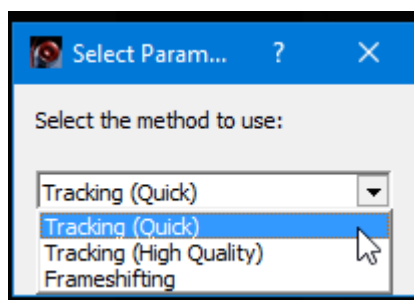 Select Param... ?
Select the method to use:
Tracking (Quick)
Tracking (Quick)
Tracking (High Quality)
Frameshifting